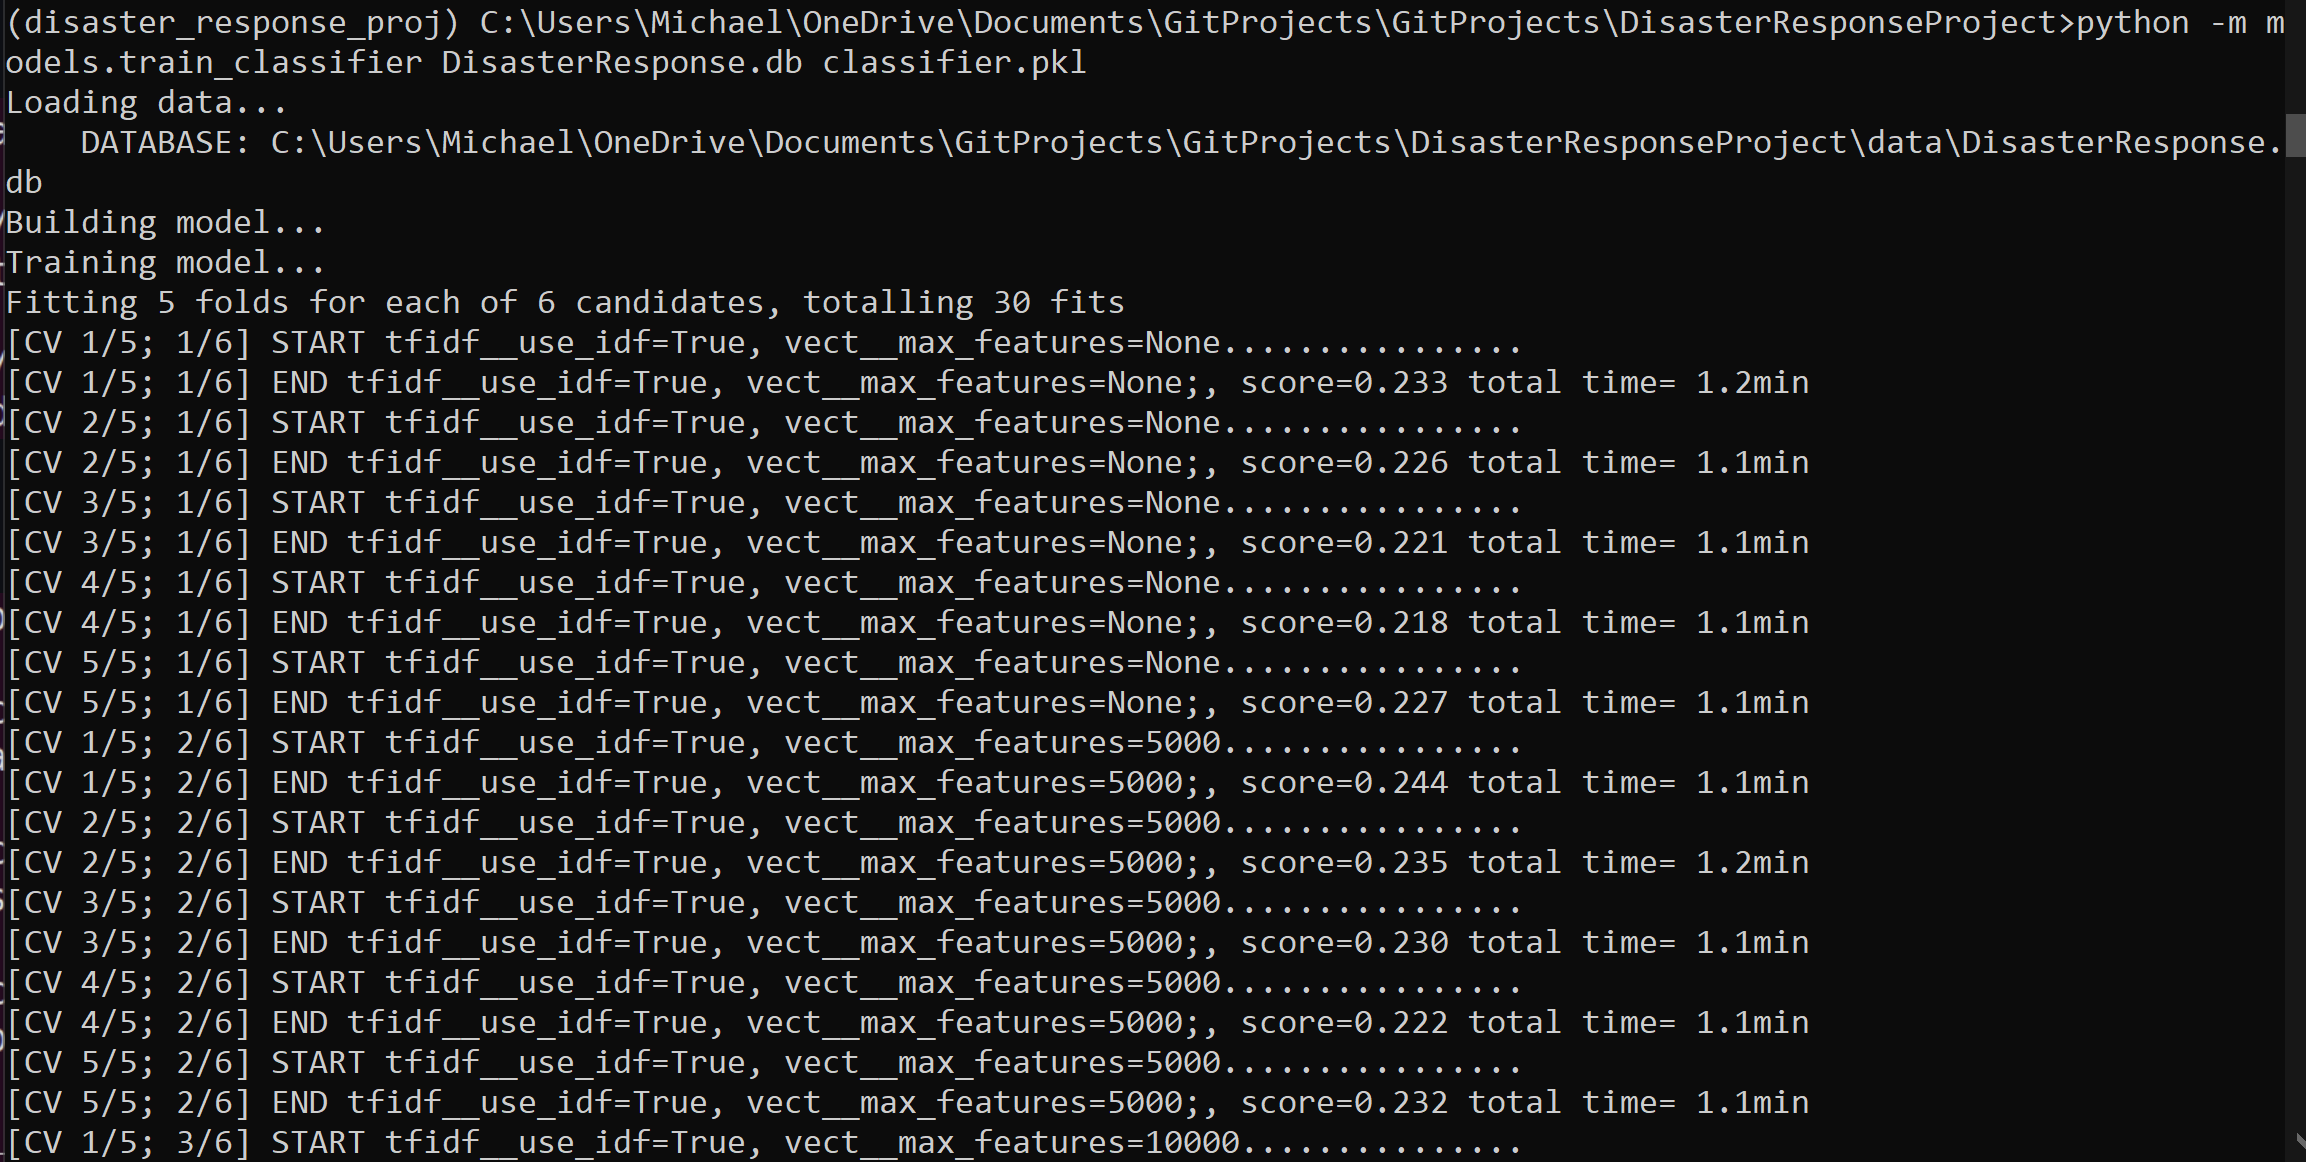 (disaster_response_proj) C:\Users\Michael\OneDrive\Documents\GitProjects\GitProjects\DisasterResponseProject>python -m m
odels.train_classifier DisasterResponse.db classifier.pkl
Loading data...
    DATABASE: C:\Users\Michael\OneDrive\Documents\GitProjects\GitProjects\DisasterResponseProject\data\DisasterResponse.
db
Building model...
Training model...
Fitting 5 folds for each of 6 candidates, totalling 30 fits
[CV 1/5; 1/6] START tfidf__use_idf=True, vect__max_features=None................
[CV 1/5; 1/6] END tfidf__use_idf=True, vect__max_features=None;, score=0.233 total time= 1.2min
[CV 2/5; 1/6] START tfidf__use_idf=True, vect__max_features=None................
[CV 2/5; 1/6] END tfidf__use_idf=True, vect__max_features=None;, score=0.226 total time= 1.1min
[CV 3/5; 1/6] START tfidf__use_idf=True, vect__max_features=None................
[CV 3/5; 1/6] END tfidf__use_idf=True, vect__max_features=None;, score=0.221 total time= 1.1min
[CV 4/5; 1/6] START tfidf__use_idf=True, vect__max_features=None................
[CV 4/5; 1/6] END tfidf__use_idf=True, vect__max_features=None;, score=0.218 total time= 1.1min
[CV 5/5; 1/6] START tfidf__use_idf=True, vect__max_features=None................
[CV 5/5; 1/6] END tfidf__use_idf=True, vect__max_features=None;, score=0.227 total time= 1.1min
[CV 1/5; 2/6] START tfidf__use_idf=True, vect__max_features=5000................
[CV 1/5; 2/6] END tfidf__use_idf=True, vect__max_features=5000;, score=0.244 total time= 1.1min
[CV 2/5; 2/6] START tfidf__use_idf=True, vect__max_features=5000................
[CV 2/5; 2/6] END tfidf__use_idf=True, vect__max_features=5000;, score=0.235 total time= 1.2min
[CV 3/5; 2/6] START tfidf__use_idf=True, vect__max_features=5000................
[CV 3/5; 2/6] END tfidf__use_idf=True, vect__max_features=5000;, score=0.230 total time= 1.1min
[CV 4/5; 2/6] START tfidf__use_idf=True, vect__max_features=5000................
[CV 4/5; 2/6] END tfidf__use_idf=True, vect__max_features=5000;, score=0.222 total time= 1.1min
[CV 5/5; 2/6] START tfidf__use_idf=True, vect__max_features=5000................
[CV 5/5; 2/6] END tfidf__use_idf=True, vect__max_features=5000;, score=0.232 total time= 1.1min
[CV 1/5; 3/6] START tfidf__use_idf=True, vect__max_features=10000...............